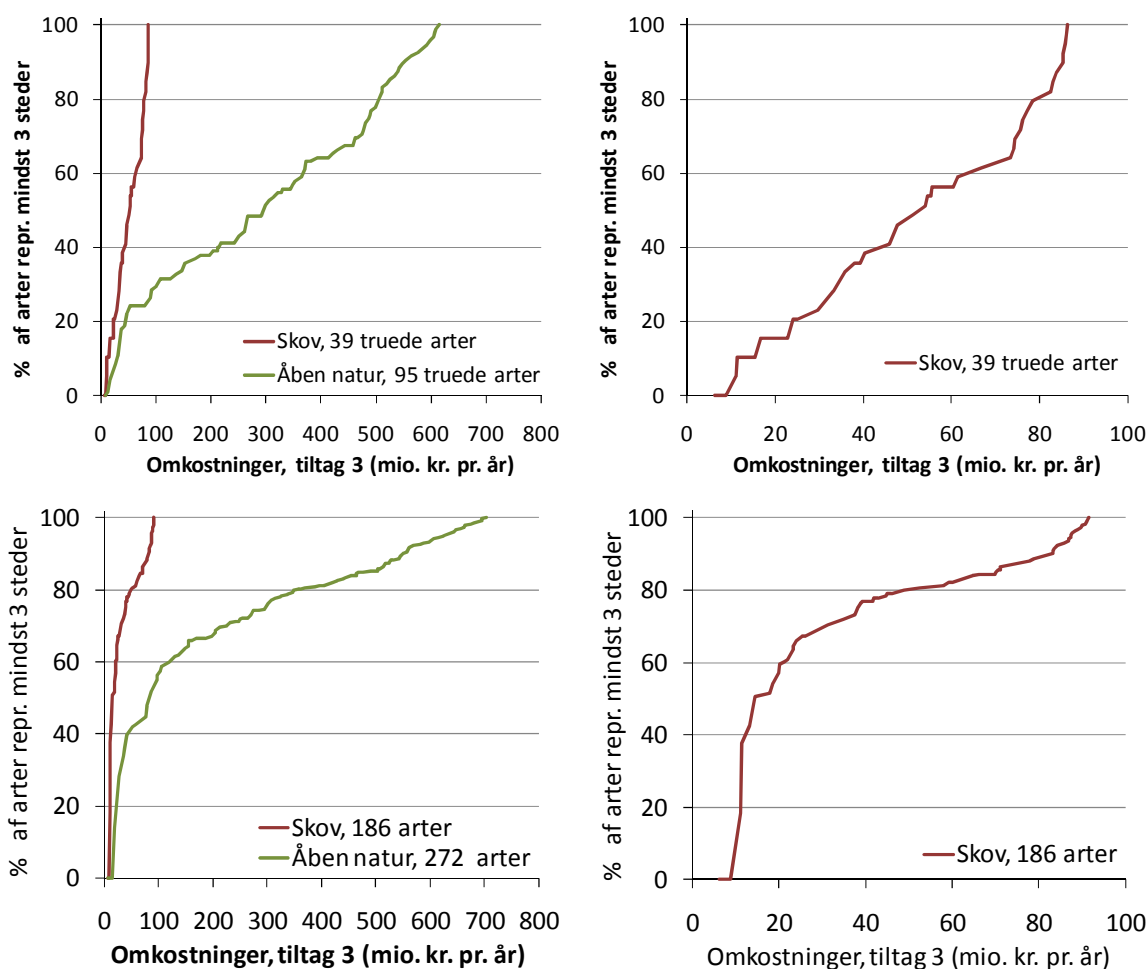 % af arter repr. mindst 3 steder
100
80
60
40
20
0
Skov, 39 truede arter
Åben natur, 95 truede arter
0 100 200 300 400 500 600 700 800
Omkostninger, tiltag 3 (mio. kr. pr. år)
% af arter repr. mindst 3 steder
100
80
60
40
20
0
Skov, 39 truede arter
0 20 40 60 80 100
Omkostninger, tiltag 3 (mio. kr. pr. år)
% af arter repr. mindst 3 steder
100
80
60
40
20
0
Skov, 186 arter
Åben natur, 272 arter
0 100 200 300 400 500 600 700 800
Omkostninger, tiltag 3 (mio. kr. pr. år)
% af arter repr. mindst 3 steder
100
80
60
40
20
0
Skov, 186 arter
0 20 40 60 80 100
Omkostninger, tiltag 3 (mio. kr. pr. år)